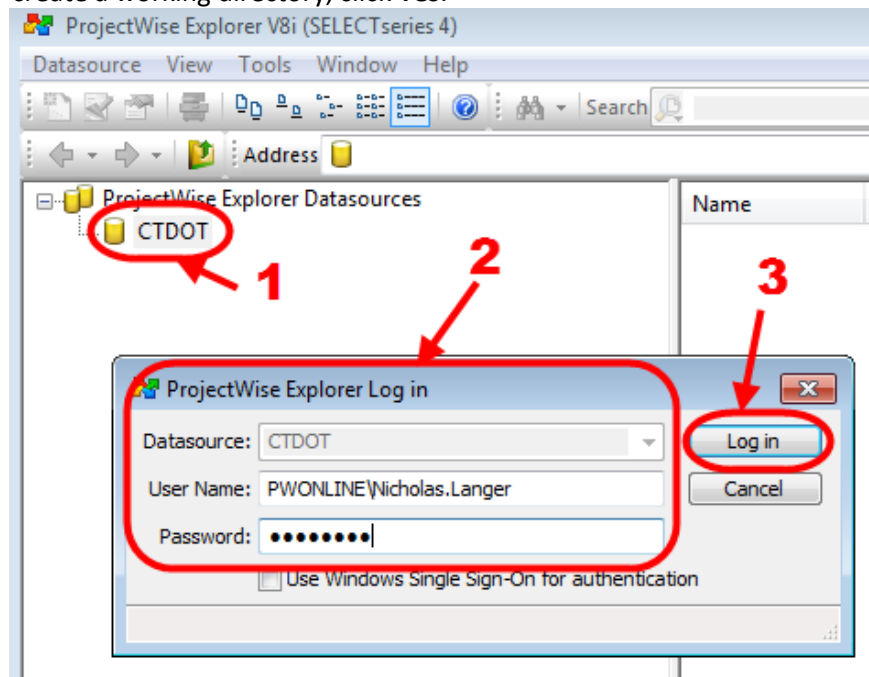 create a working directory, click Yes.
ProjectWise Explorer V8i (SELECTseries 4)
Datasource View Tools Window Help
Search
Address
ProjectWise Explorer Datasources
CTDOT
Name
1
2
3
ProjectWise Explorer Log in
Datasource: CTDOT
Log in
User Name: PWONLINE\Nicholas.Langer
Cancel
Password: ●●●●●●●●
Use Windows Single Sign-On for authentication